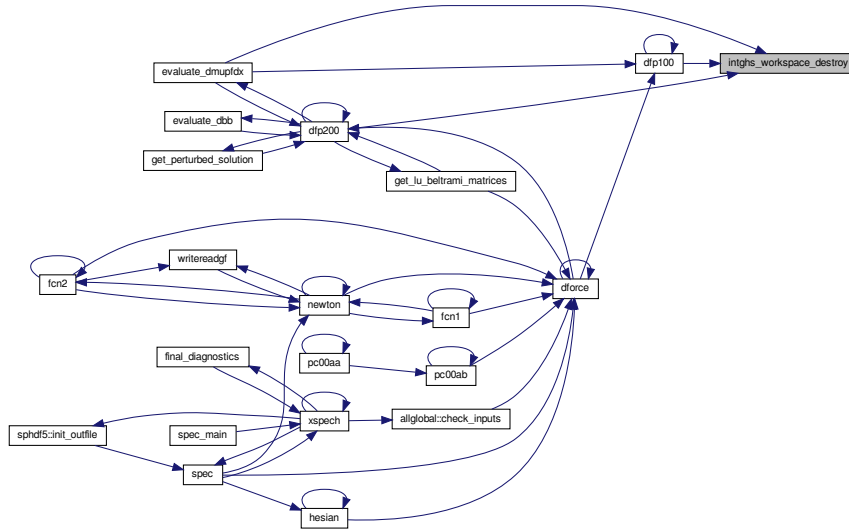 intghs_workspace_destroy
dfp100
evaluate_dmupfdx
evaluate_dbb
dfp200
get_perturbed_solution
get_lu_beltrami_matrices
writereadgf
fcn2
dforce
newton
fcn1
final_diagnostics
pc00aa
pc00ab
xspech
allglobal::check_inputs
sphdf5::init_outfile
spec_main
spec
hesian